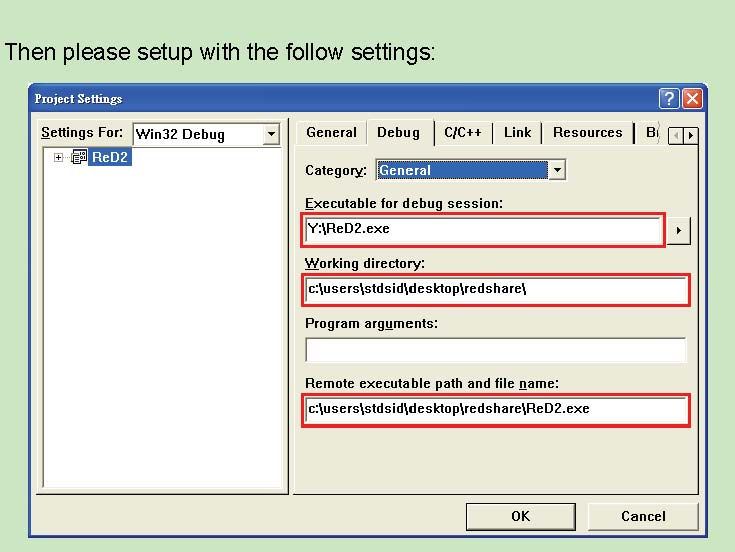 Then please setup with the follow settings:
Project Settings
Settings For:
Win32 Debug
ReD2
General
Debug
C/C++
Link
Resources
Category:
General
Executable for debug session:
Y:\ReD2.exe
Working directory:
c:\users\stdsid\desktop\redshare\
Program arguments:
Remote executable path and file name:
c:\users\stdsid\desktop\redshare\ReD2.exe
OK
Cancel